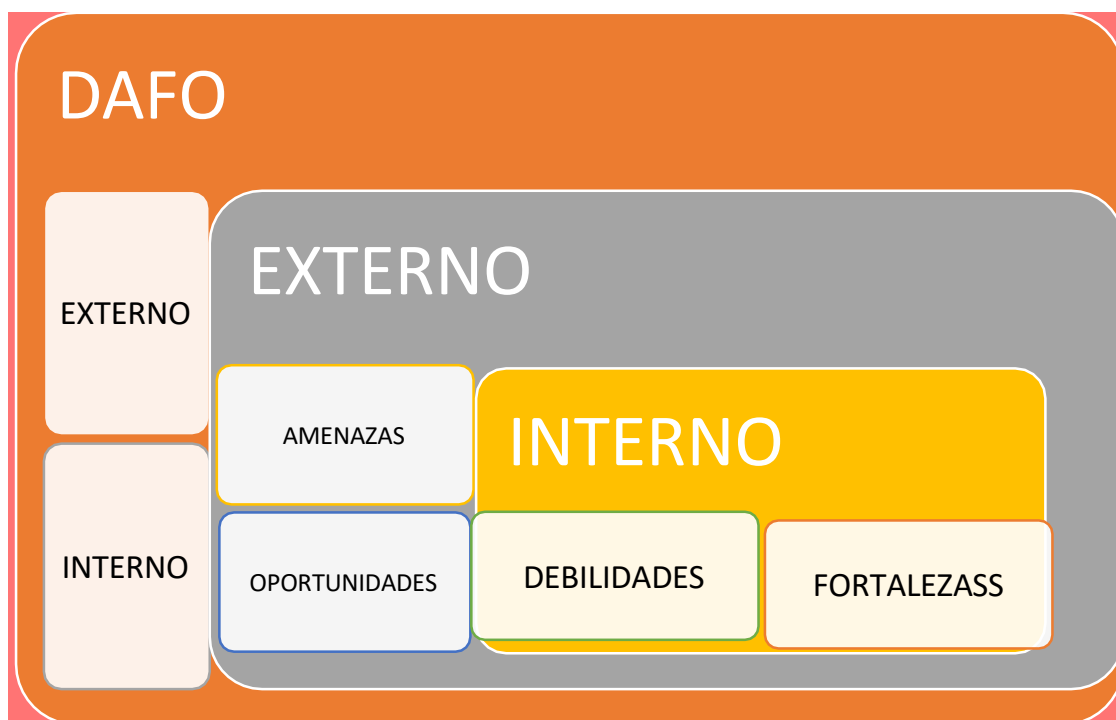 DAFO
EXTERNO
EXTERNO
AMENAZAS
INTERNO
INTERNO
OPORTUNIDADES
DEBILIDADES
FORTALEZASS